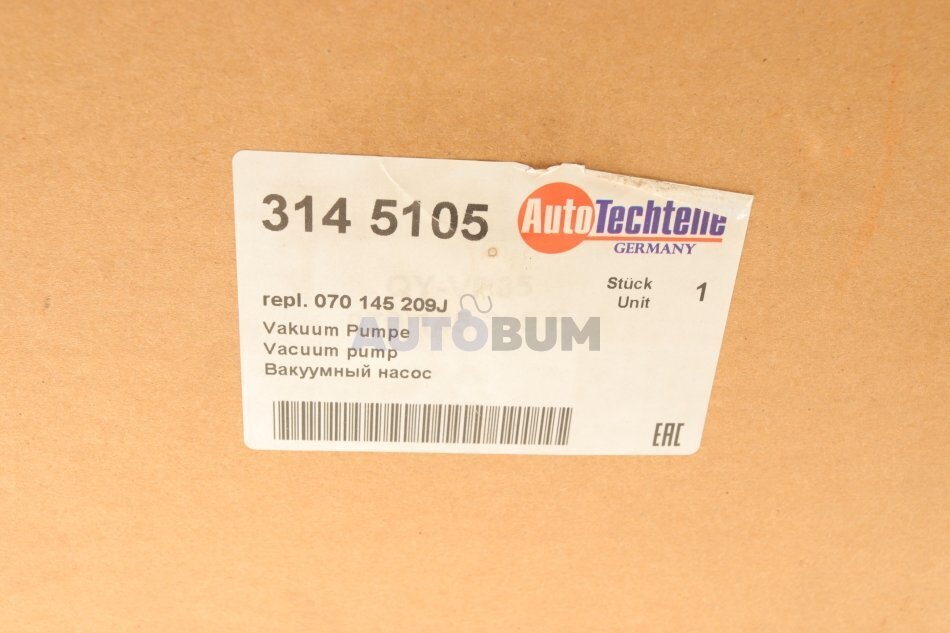 314 5105
AutoTechteile
GERMANY
Stück 1
Unit
repl. 070 145 209J
AUTOBUM
Vakuum Pumpe
Vacuum pump
Вакуумный насос
EAC